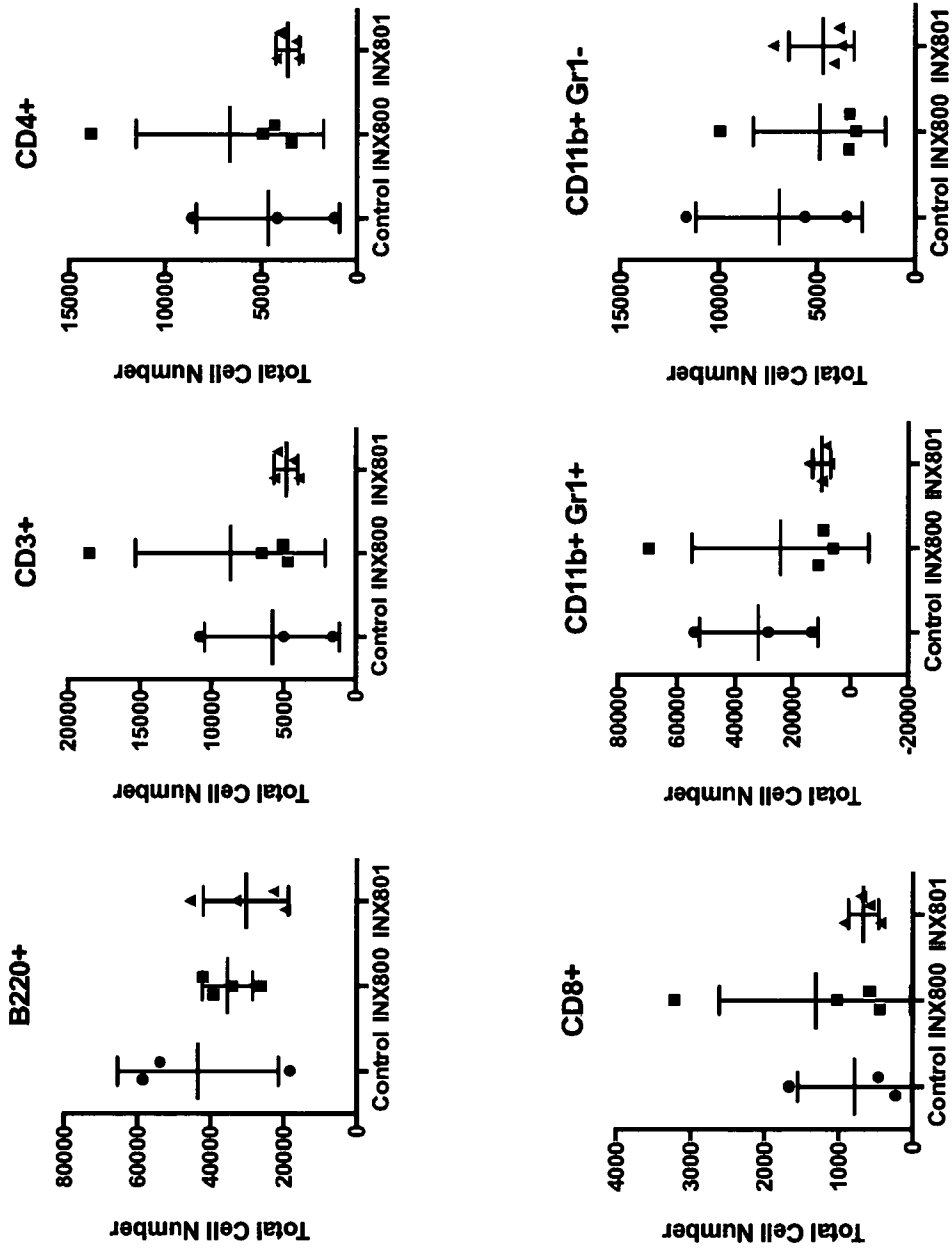 B220+
Total Cell Number
80000
60000
40000
20000
0
Control INX800 INX801
CD3+
Total Cell Number
20000
15000
10000
5000
0
Control INX800 INX801
CD4+
Total Cell Number
15000
10000
5000
0
Control INX800 INX801
CD8+
Total Cell Number
4000
3000
2000
1000
0
Control INX800 INX801
CD11b+ Gr1+
Total Cell Number
80000
60000
40000
20000
0
-20000
Control INX800 INX801
CD11b+ Gr1-
Total Cell Number
15000
10000
5000
0
Control INX800 INX801